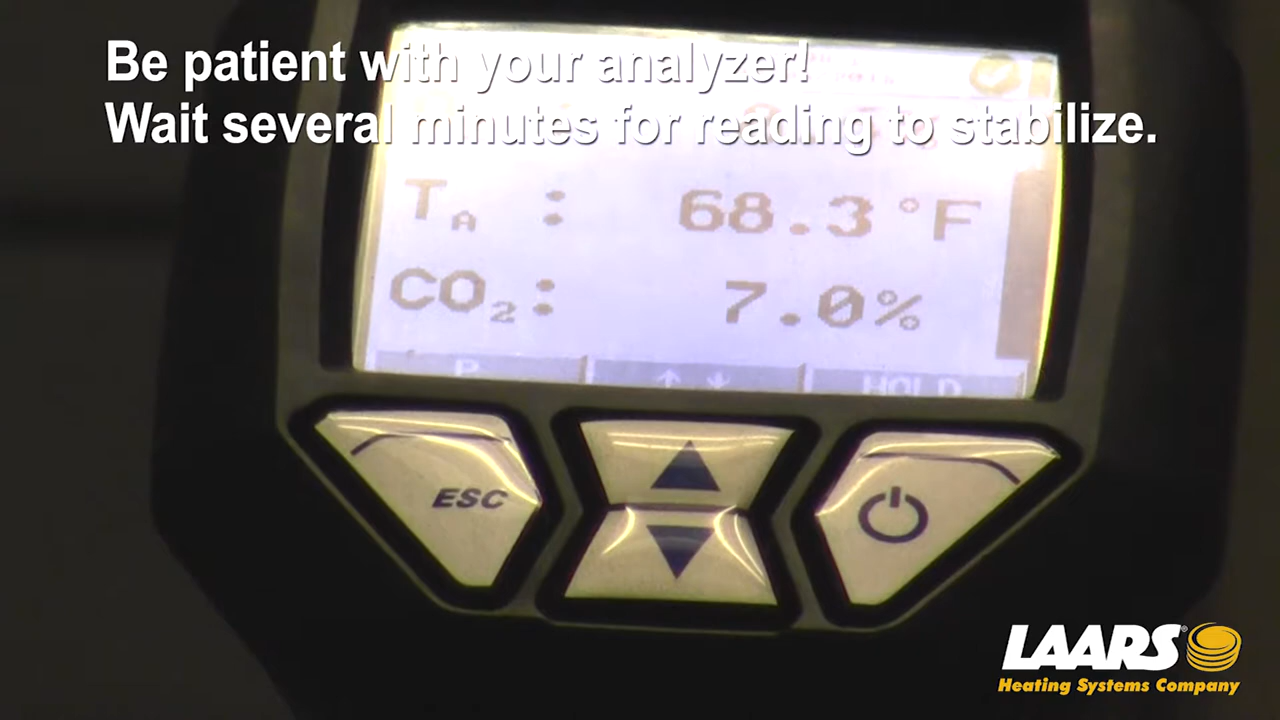 Be patient with your analyzer!
Wait several minutes for reading to stabilize.
TA : 68.3°F
CO2: 7.0%
P HOLD
ESC
LAARS®
Heating Systems Company